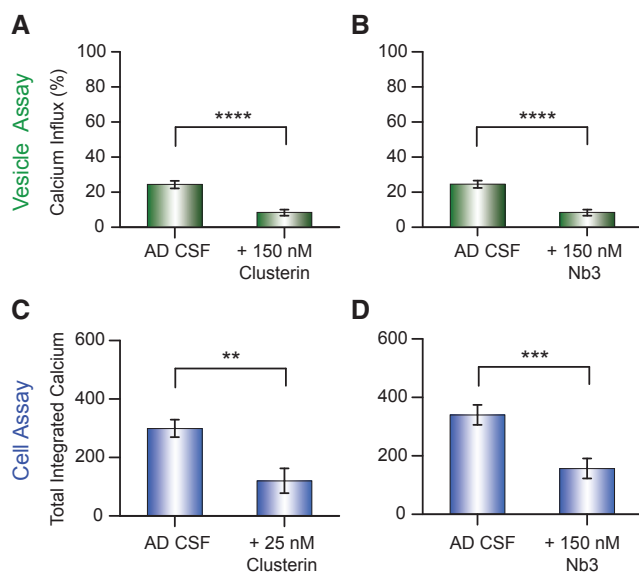 A
B
Vesicle Assay
Calcium Influx (%)
100
80
60
40
20
0
****
AD CSF
+ 150 nM
Clusterin
100
80
60
40
20
0
****
AD CSF
+ 150 nM
Nb3
C
D
Cell Assay
Total Integrated Calcium
600
400
200
0
**
AD CSF
+ 25 nM
Clusterin
600
400
200
0
***
AD CSF
+ 150 nM
Nb3